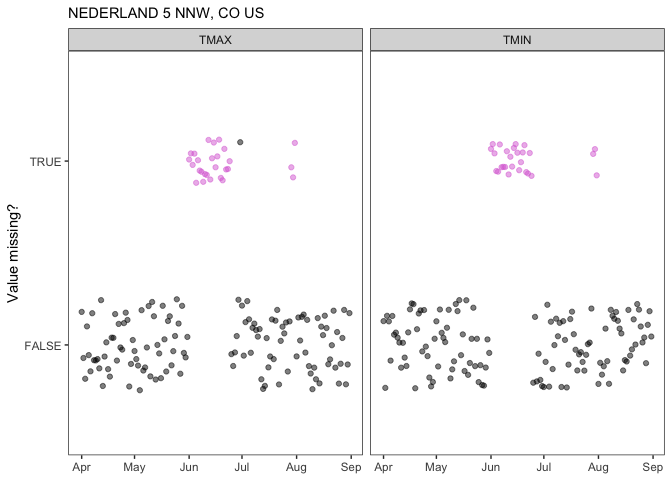 NEDERLAND 5 NNW, CO US
TMAX TMIN
TRUE
Value missing?
FALSE
Apr May Jun Jul Aug Sep Apr May Jun Jul Aug Sep